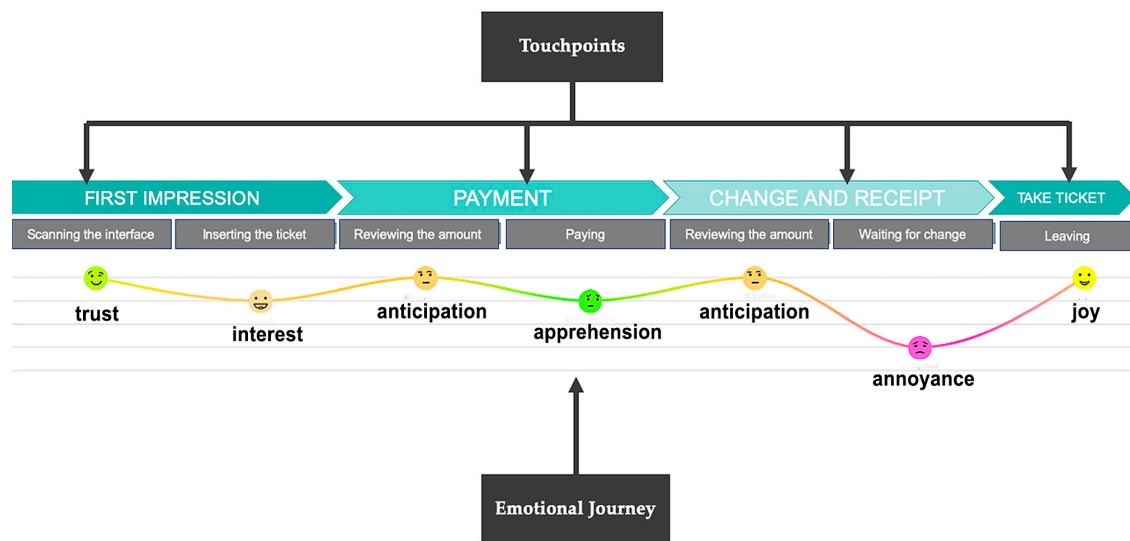 Touchpoints
FIRST IMPRESSION
PAYMENT
CHANGE AND RECEIPT
TAKE TICKET
Scanning the interface
Inserting the ticket
Reviewing the amount
Paying
Reviewing the amount
Waiting for change
Leaving
trust
interest
anticipation
apprehension
anticipation
annoyance
joy
Emotional Journey